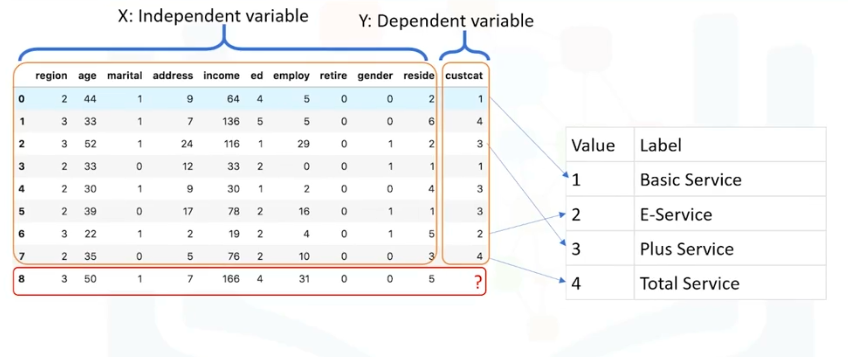 X: Independent variable
Y: Dependent variable
region age marital address income ed employ retire gender reside custcat
0 2 44 1 9 64 4 5 0 0 2 1
1 3 33 1 7 136 5 5 0 0 6 4
2 3 52 1 24 116 1 29 0 1 2 3
3 2 33 0 12 33 2 0 0 1 1 1
4 2 30 1 9 30 1 2 0 0 4 3
5 2 39 0 17 78 2 16 0 1 1 3
6 3 22 1 2 19 2 4 0 1 5 2
7 2 35 0 5 76 2 10 0 0 3 4
8 3 50 1 7 166 4 31 0 0 5 ?
Value Label
1 Basic Service
2 E-Service
3 Plus Service
4 Total Service